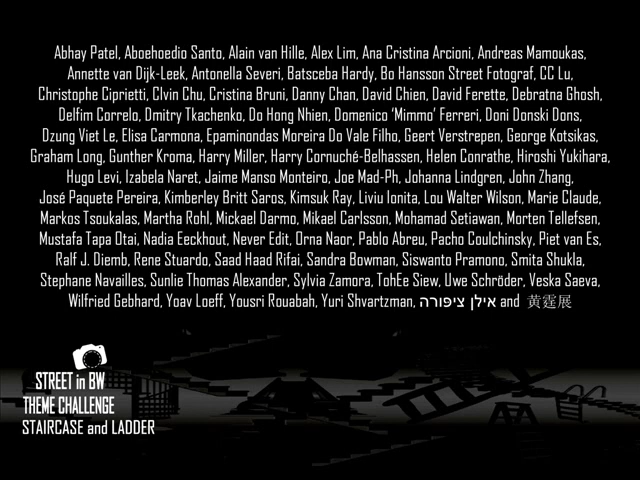 Abhay Patel, Aboehoedio Santo, Alain van Hille, Alex Lim, Ana Cristina Arcioni, Andreas Mamoukas,
Annette van Dijk-Leek, Antonella Severi, Batsceba Hardy, Bo Hansson Street Fotograf, CC Lu,
Christophe Ciprietti, Clvin Chu, Cristina Bruni, Danny Chan, David Chien, David Ferette, Debratna Ghosh,
Delfim Correlo, Dmitry Tkachenko, Do Hong Nhien, Domenico ‘Mimmo’ Ferreri, Doni Donski Dons,
Dzung Viet Le, Elisa Carmona, Epaminondas Moreira Do Vale Filho, Geert Verstrepen, George Kotsikas,
Graham Long, Gunther Kroma, Harry Miller, Harry Cornuché-Belhassen, Helen Conrathe, Hiroshi Yukihara,
Hugo Levi, Izabela Naret, Jaime Manso Monteiro, Joe Mad-Ph, Johanna Lindgren, John Zhang,
José Paquete Pereira, Kimberley Britt Saros, Kimsuk Ray, Liviu Ionita, Lou Walter Wilson, Marie Claude,
Markos Tsoukalas, Martha Rohl, Mickael Darmo, Mikael Carlsson, Mohamad Setiawan, Morten Tellefsen,
Mustafa Tapa Otai, Nadia Eeckhout, Never Edit, Orna Naor, Pablo Abreu, Pacho Coulchinsky, Piet van Es,
Ralf J. Diemb, Rene Stuardo, Saad Haad Rifai, Sandra Bowman, Siswanto Pramono, Smita Shukla,
Stephane Navailles, Sunlie Thomas Alexander, Sylvia Zamora, TohEe Siew, Uwe Schröder, Veska Saeva,
Wilfried Gebhard, Yoav Loeff, Yousri Rouabah, Yuri Shvartzman, אילן ציפורה and 黄霆展
STREET in BW
THEME CHALLENGE
STAIRCASE and LADDER